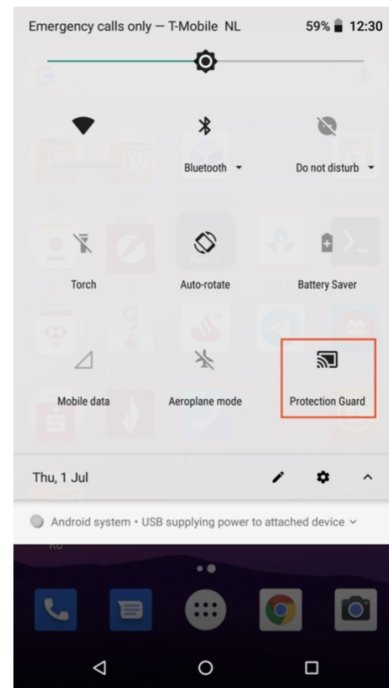 Emergency calls only — T-Mobile NL 59% 12:30
Bluetooth Do not disturb
Torch Auto-rotate Battery Saver
Mobile data Aeroplane mode Protection Guard
Thu, 1 Jul
Android system • USB supplying power to attached device